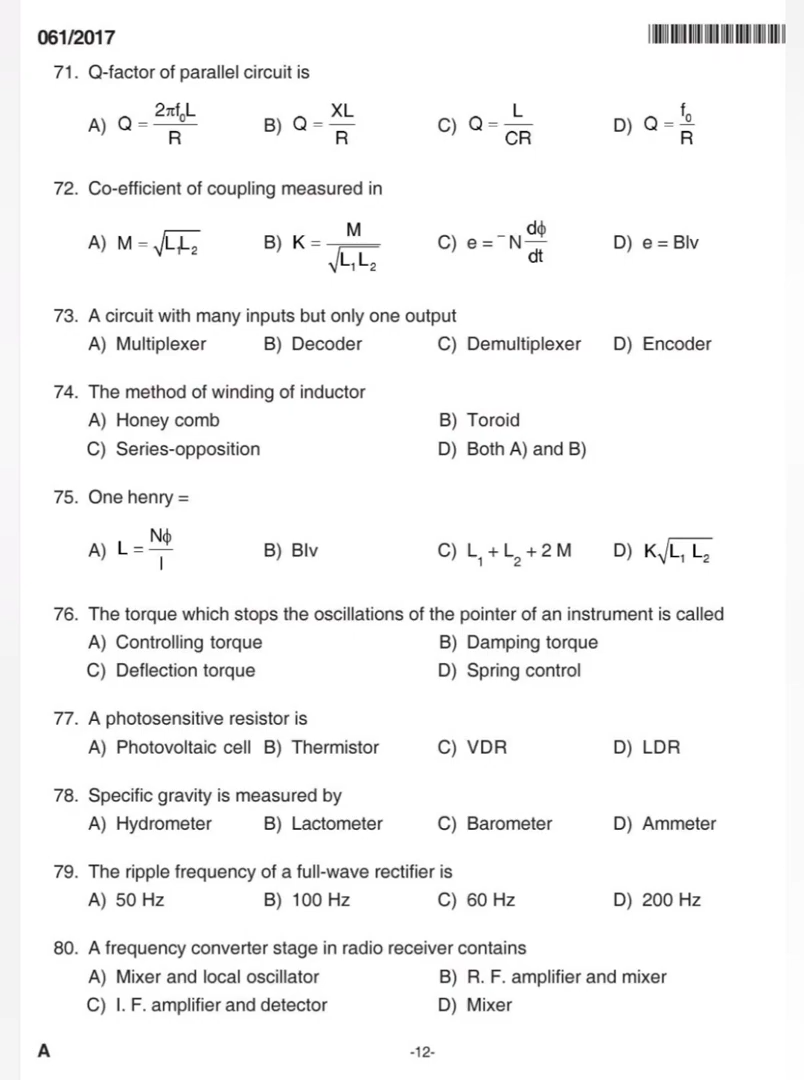 061/2017
71. Q-factor of parallel circuit is
A) Q = 2πf₀L/R B) Q = XL/R C) Q = L/CR D) Q = f₀/R
72. Co-efficient of coupling measured in
A) M = √L₁L₂ B) K = M/√L₁L₂ C) e = ⁻N dϕ/dt D) e = Blv
73. A circuit with many inputs but only one output
A) Multiplexer B) Decoder C) Demultiplexer D) Encoder
74. The method of winding of inductor
A) Honey comb B) Toroid
C) Series-opposition D) Both A) and B)
75. One henry =
A) L = Nϕ/I B) Blv C) L₁ + L₂ + 2 M D) K√L₁ L₂
76. The torque which stops the oscillations of the pointer of an instrument is called
A) Controlling torque B) Damping torque
C) Deflection torque D) Spring control
77. A photosensitive resistor is
A) Photovoltaic cell B) Thermistor C) VDR D) LDR
78. Specific gravity is measured by
A) Hydrometer B) Lactometer C) Barometer D) Ammeter
79. The ripple frequency of a full-wave rectifier is
A) 50 Hz B) 100 Hz C) 60 Hz D) 200 Hz
80. A frequency converter stage in radio receiver contains
A) Mixer and local oscillator B) R. F. amplifier and mixer
C) I. F. amplifier and detector D) Mixer
A -12-